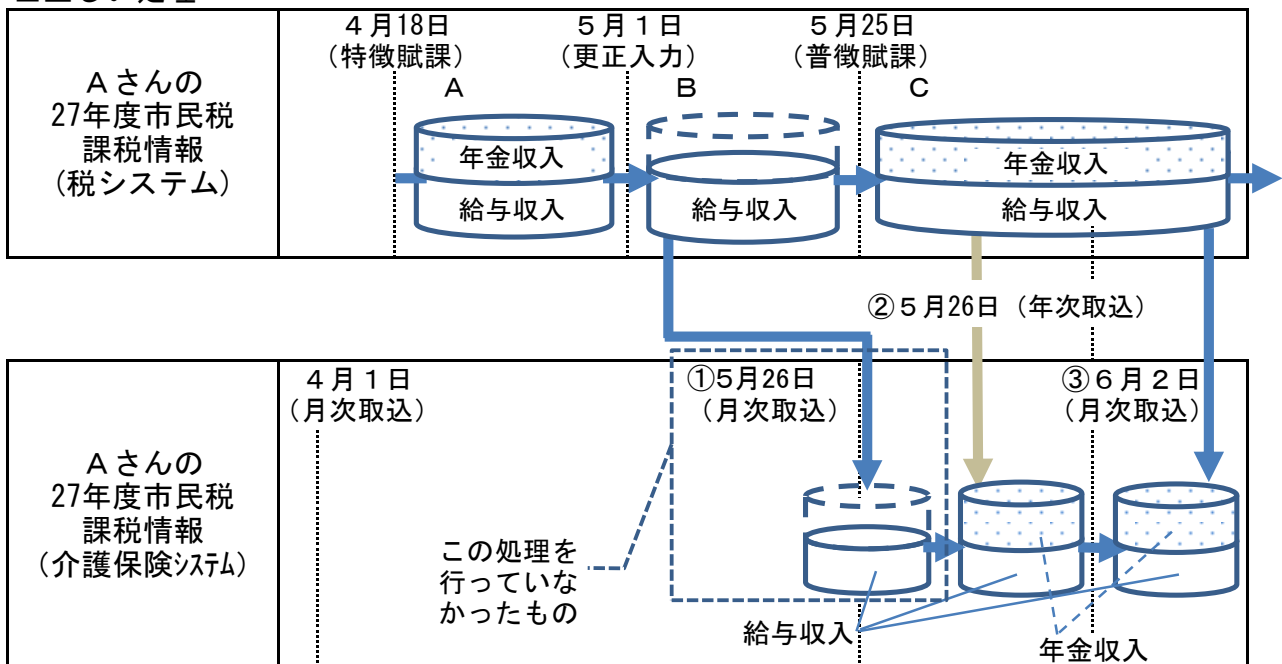 Aさんの
27年度市民税
課税情報
(税システム)
４月18日
(特徴賦課)
５月１日
(更正入力)
５月25日
(普徴賦課)
A
B
C
年金収入
給与収入
給与収入
年金収入
給与収入
②５月26日（年次取込）
Aさんの
27年度市民税
課税情報
(介護保険ｼｽﾃﾑ)
４月１日
(月次取込)
①5月26日
(月次取込)
③６月２日
(月次取込)
この処理を
行っていな
かったもの
給与収入
年金収入